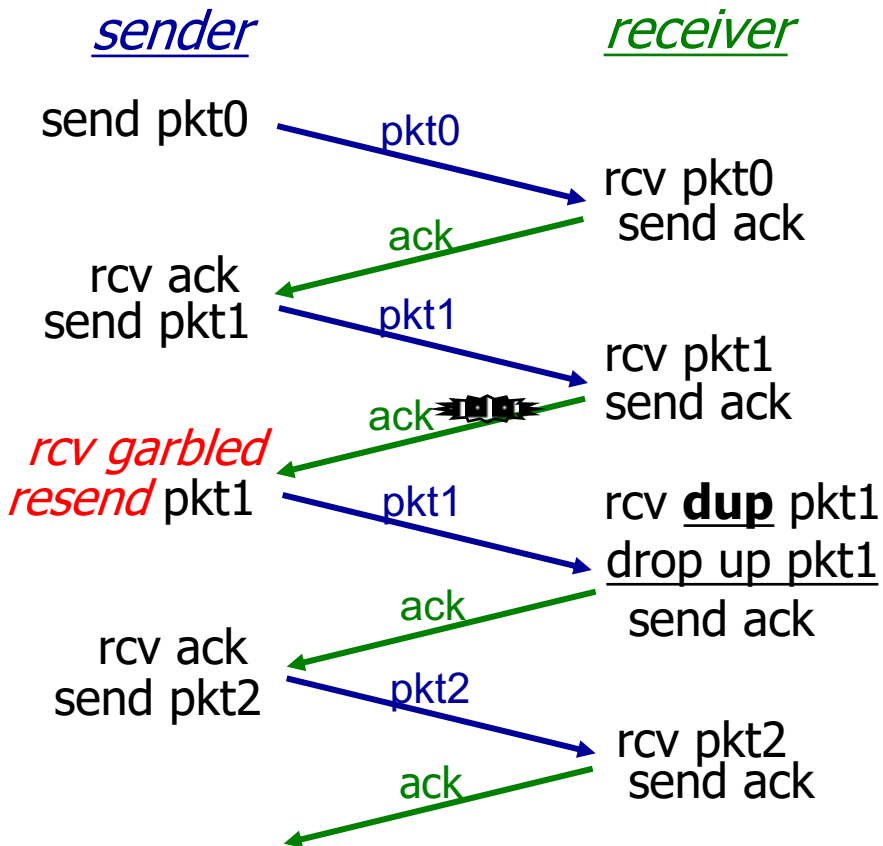 sender
receiver
send pkt0
pkt0
rcv pkt0
send ack
ack
rcv ack
send pkt1
pkt1
rcv pkt1
send ack
ack
rcv garbled
resend pkt1
pkt1
rcv dup pkt1
drop up pkt1
send ack
ack
rcv ack
send pkt2
pkt2
rcv pkt2
send ack
ack